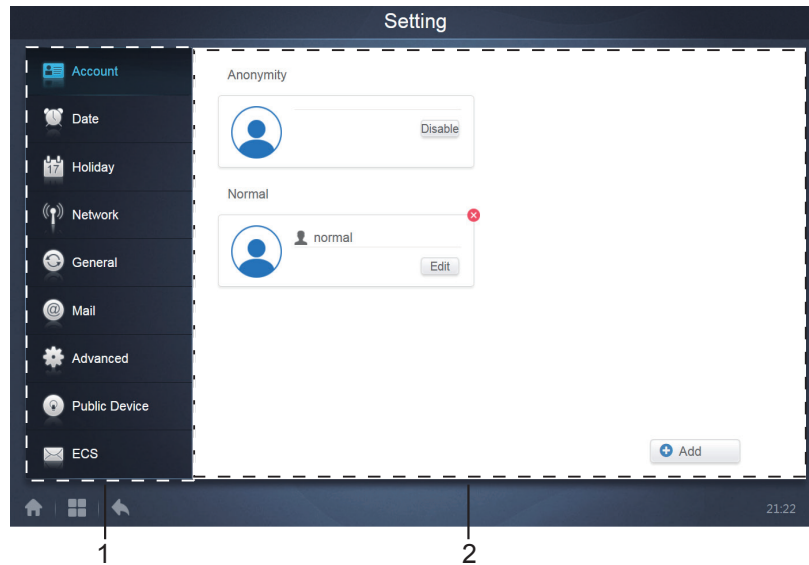 Setting
Account
Date
17
Holiday
Network
General
@
Mail
Advanced
Public Device
ECS
Anonymity
Disable
Normal
normal
Edit
Add
21:22
1
2